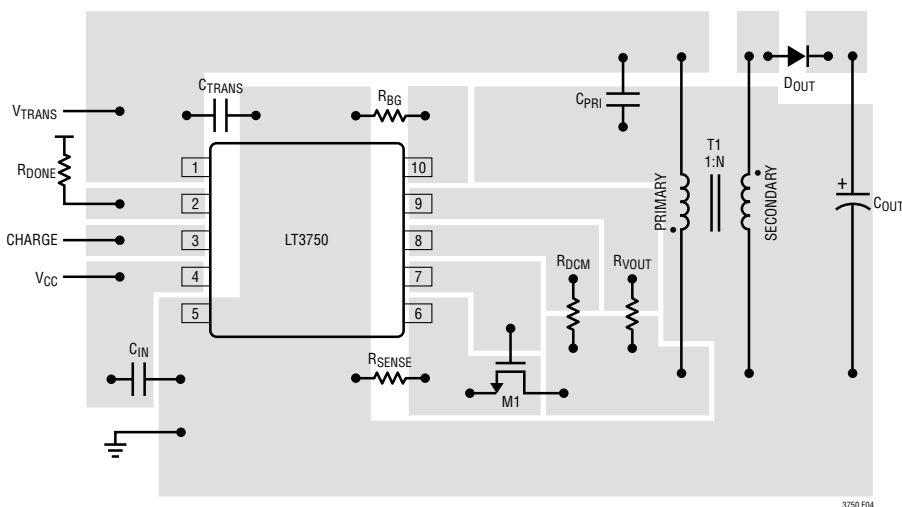 CTRANS
RBG
VTRANS
RDONE
CHARGE
VCC
CIN
1
2
3
4
5
LT3750
10
9
8
7
6
RSENSE
M1
RDCM
RVOUT
CPRI
PRIMARY
T1
1:N
SECONDARY
DOUT
+
COUT
3750 F04